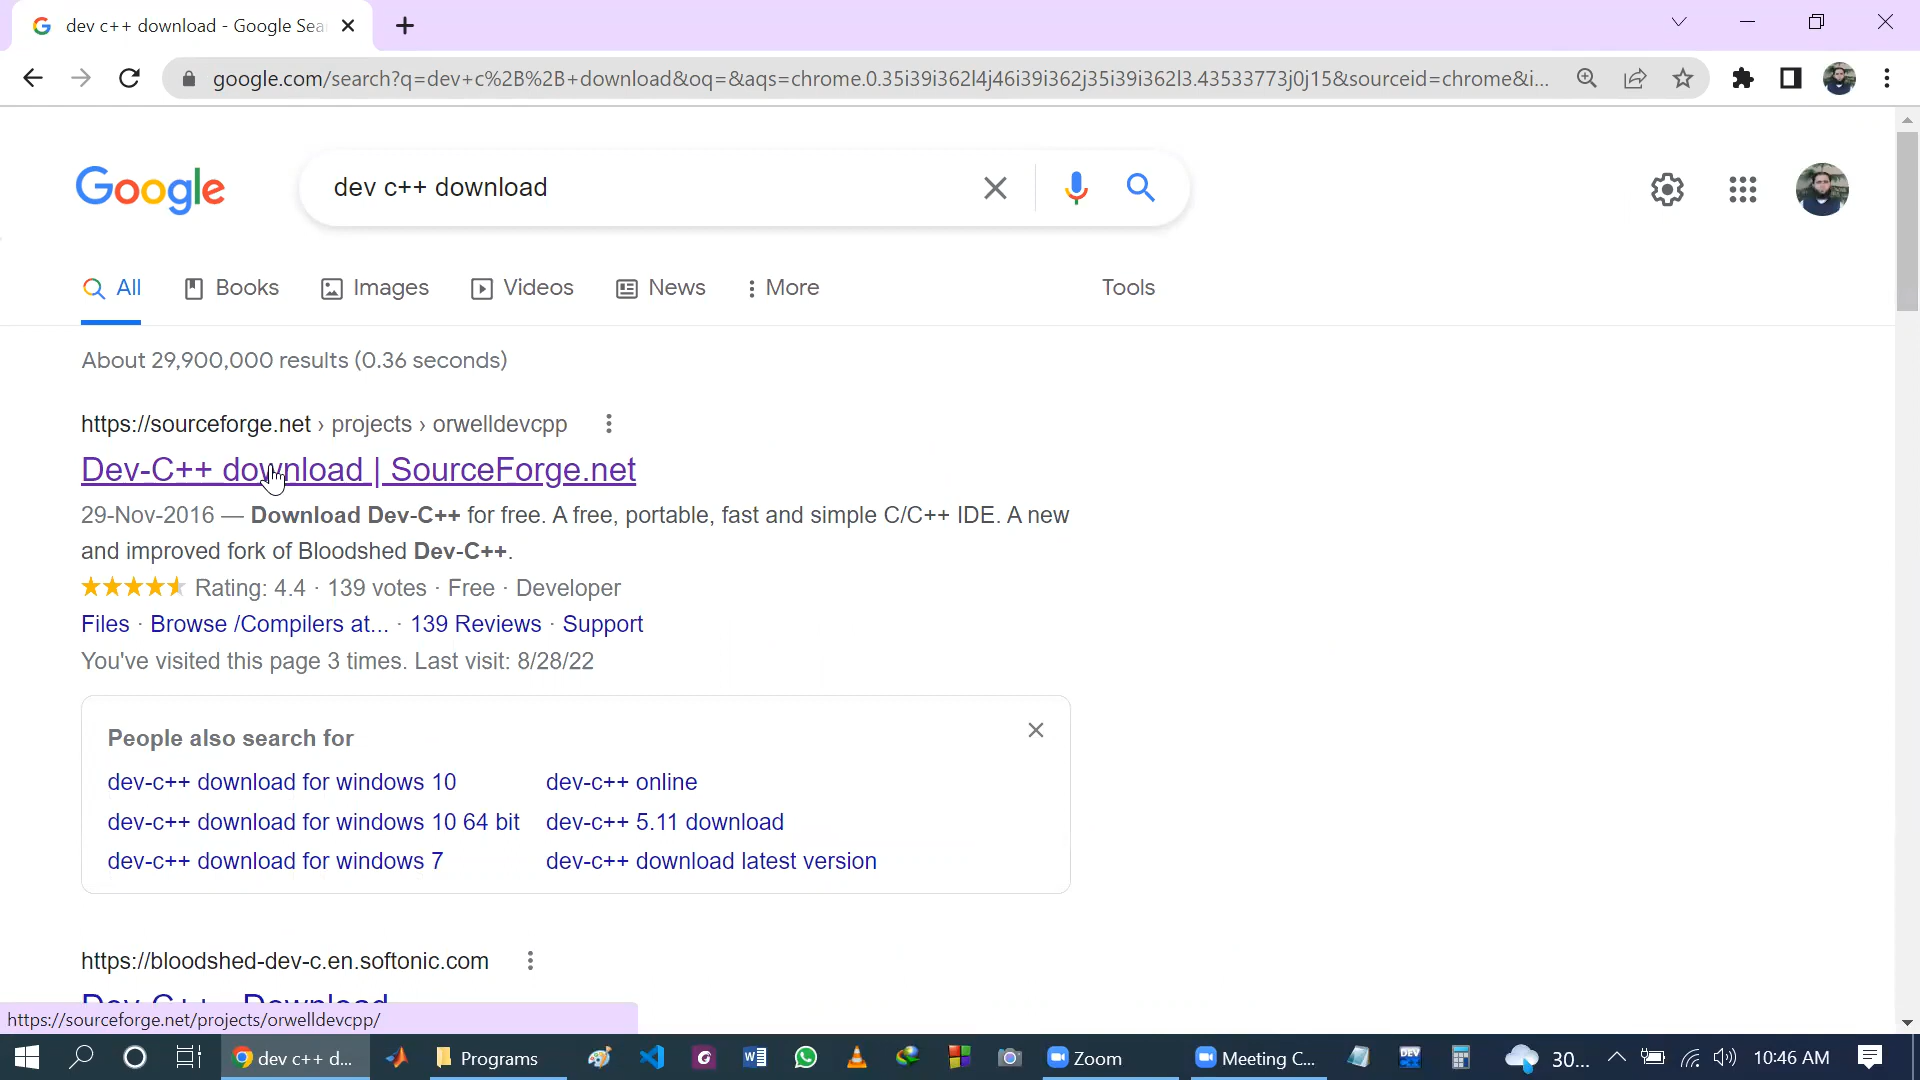 dev c++ download - Google Sea
google.com/search?q=dev+c%2B%2B+download&oq=&aqs=chrome.0.35i39i362l4j46i39i362j35i39i362l3.43533773j0j15&sourceid=chrome&i...
Google
dev c++ download
All
Books
Images
Videos
News
More
Tools
About 29,900,000 results (0.36 seconds)
https://sourceforge.net › projects › orwelldevcpp
Dev-C++ download | SourceForge.net
29-Nov-2016 — Download Dev-C++ for free. A free, portable, fast and simple C/C++ IDE. A new
and improved fork of Bloodshed Dev-C++.
Rating: 4.4 · 139 votes · Free · Developer
Files · Browse /Compilers at... · 139 Reviews · Support
You've visited this page 3 times. Last visit: 8/28/22
People also search for
dev-c++ download for windows 10
dev-c++ online
dev-c++ download for windows 10 64 bit
dev-c++ 5.11 download
dev-c++ download for windows 7
dev-c++ download latest version
https://bloodshed-dev-c.en.softonic.com
Dev-C++ - Download
https://sourceforge.net/projects/orwelldevcpp/
dev c++ d...
Programs
Zoom
Meeting C...
DEV
30...
10:46 AM